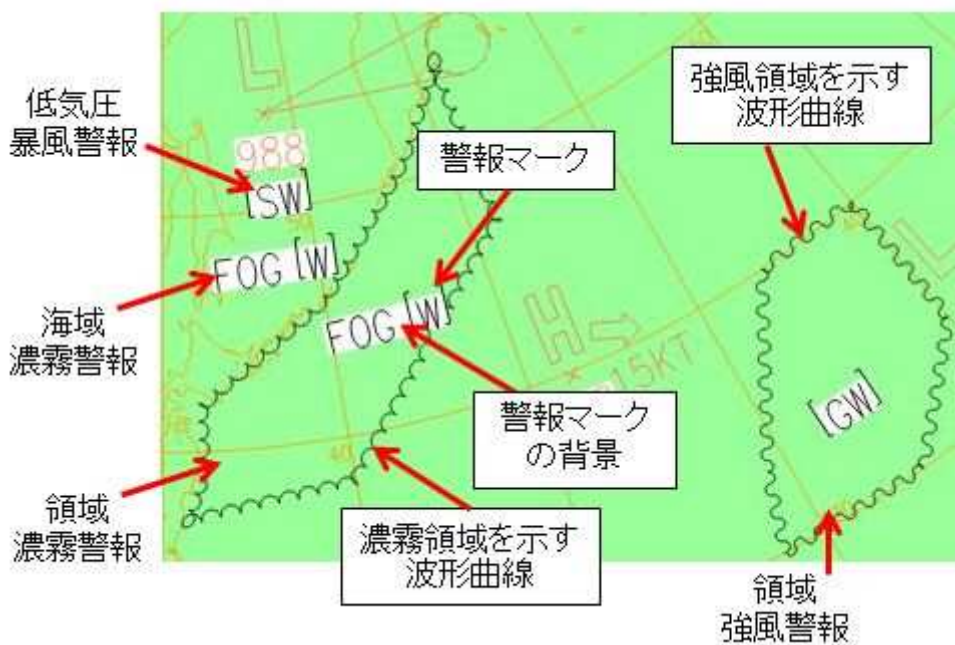 低気圧
暴風警報
海域
濃霧警報
領域
濃霧警報
警報マーク
強風領域を示す
波形曲線
警報マーク
の背景
濃霧領域を示す
波形曲線
領域
強風警報
L
988
[SW]
FOG [W]
FOG [W]
H
15KT
[GW]
L
40